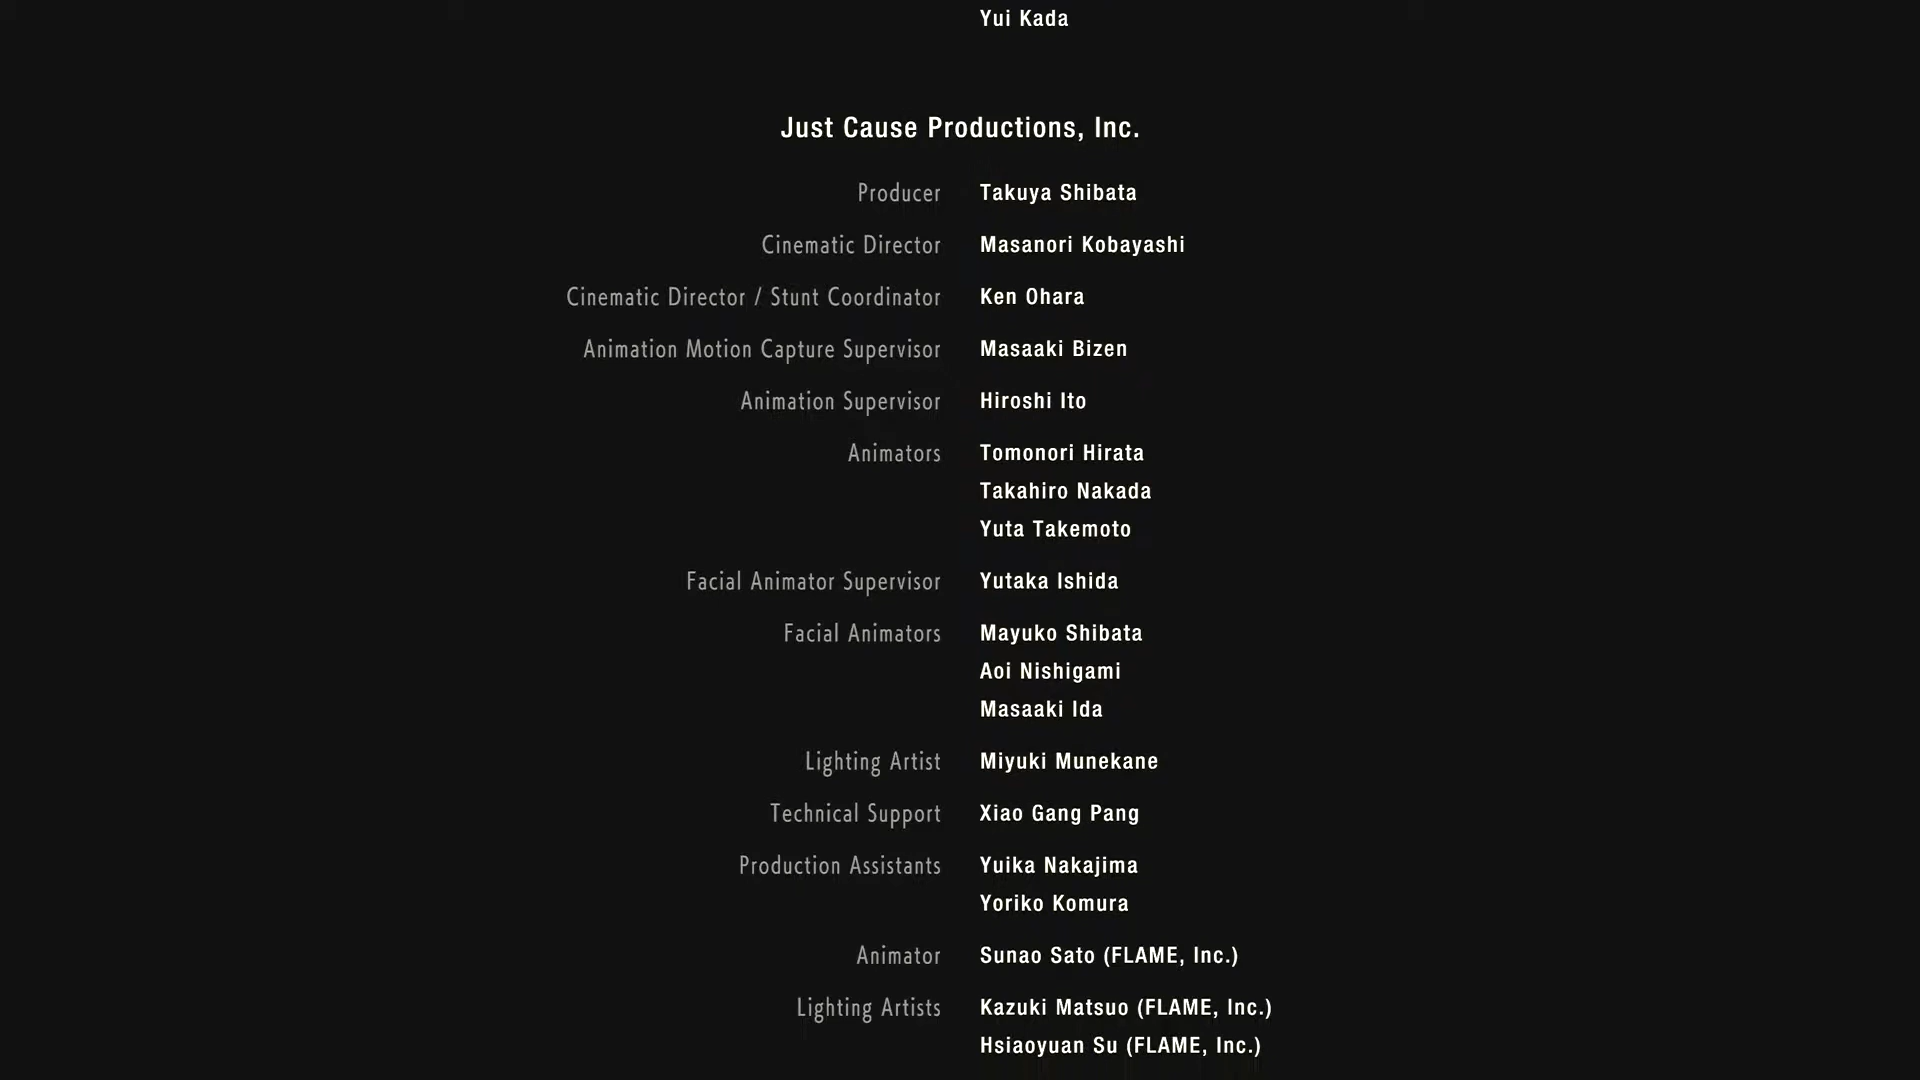 Yui Kada
Just Cause Productions, Inc.
Producer Takuya Shibata
Cinematic Director Masanori Kobayashi
Cinematic Director / Stunt Coordinator Ken Ohara
Animation Motion Capture Supervisor Masaaki Bizen
Animation Supervisor Hiroshi Ito
Animators Tomonori Hirata
Takahiro Nakada
Yuta Takemoto
Facial Animator Supervisor Yutaka Ishida
Facial Animators Mayuko Shibata
Aoi Nishigami
Masaaki Ida
Lighting Artist Miyuki Munekane
Technical Support Xiao Gang Pang
Production Assistants Yuika Nakajima
Yoriko Komura
Animator Sunao Sato (FLAME, Inc.)
Lighting Artists Kazuki Matsuo (FLAME, Inc.)
Hsiaoyuan Su (FLAME, Inc.)